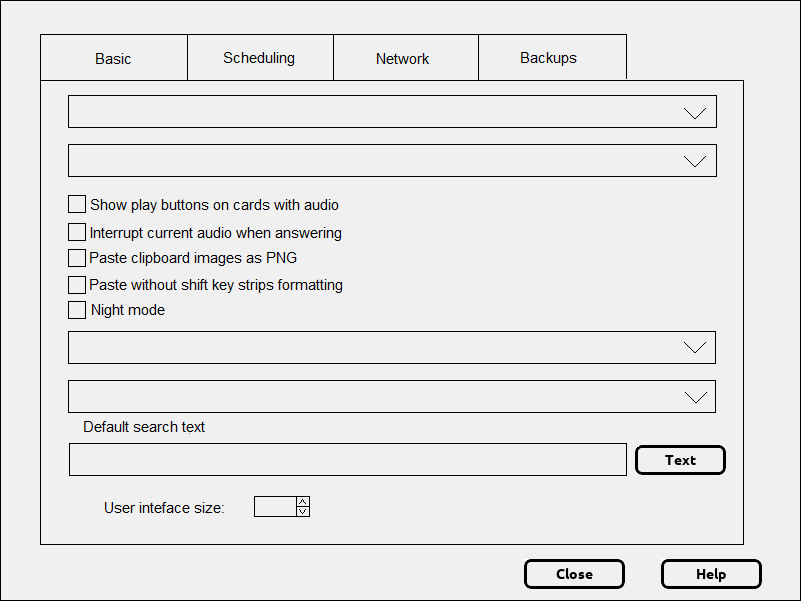 Basic Scheduling Network Backups
Show play buttons on cards with audio
Interrupt current audio when answering
Paste clipboard images as PNG
Paste without shift key strips formatting
Night mode
Default search text
Text
User inteface size:
Close Help